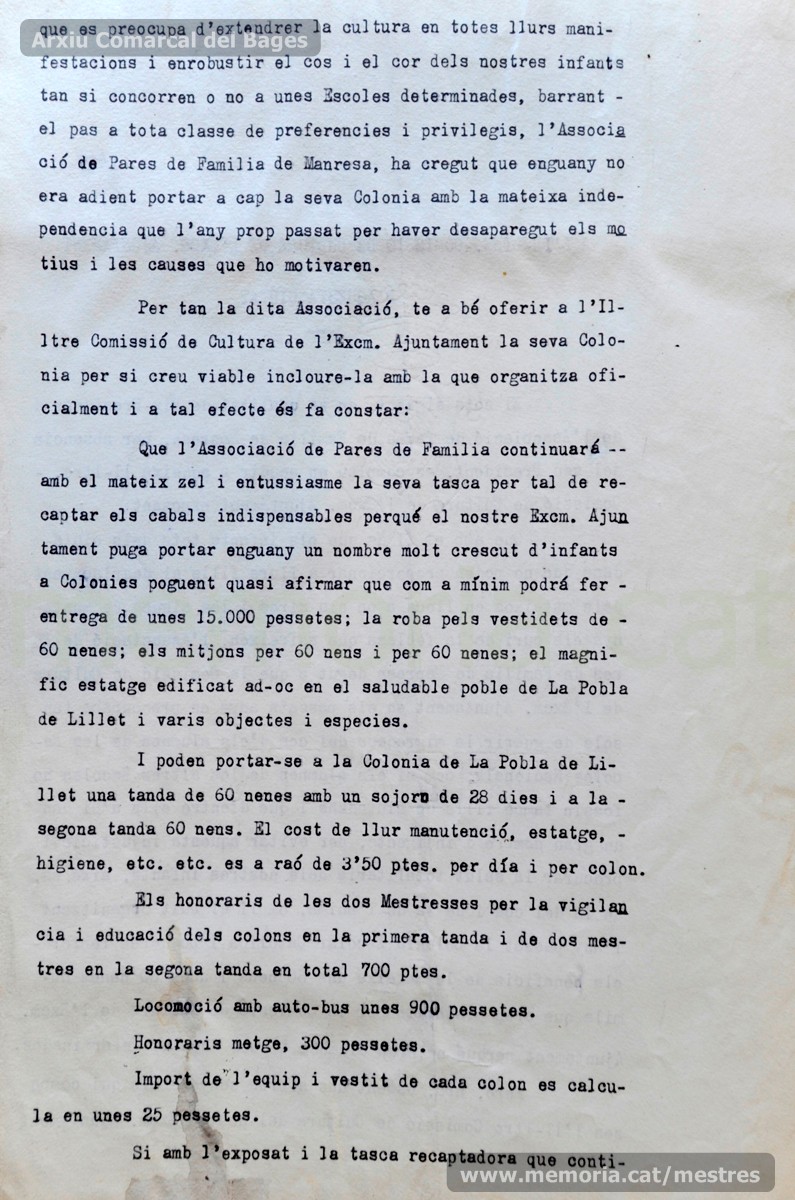 Arxiu Comarcal del Bages
que es preocupa d'extendrer la cultura en totes llurs mani-
festacions i enrobustir el cos i el cor dels nostres infants
tan si concorren o no a unes Escoles determinades, barrant -
el pas a tota classe de preferencies i privilegis, l'Associa
ció de Pares de Familia de Manresa, ha cregut que enguany no
era adient portar a cap la seva Colonia amb la mateixa inde-
pendencia que l'any prop passat per haver desaparegut els mo
tius i les causes que ho motivaren.
Per tan la dita Associació, te a bé oferir a l'Il-
ltre Comissió de Cultura de l'Excm. Ajuntament la seva Colo-
nia per si creu viable incloure-la amb la que organitza ofi-
cialment i a tal efecte és fa constar:
Que l'Associació de Pares de Familia continuará --
amb el mateix zel i entussiasme la seva tasca per tal de re-
captar els cabals indispensables perqué el nostre Excm. Ajun
tament puga portar enguany un nombre molt crescut d'infants
a Colonies poguent quasi afirmar que com a mínim podrá fer -
entrega de unes 15.000 pessetes; la roba pels vestidets de -
60 nenes; els mitjons per 60 nens i per 60 nenes; el magni-
fic estatge edificat ad-oc en el saludable poble de La Pobla
de Lillet i varis objectes i especies.
I poden portar-se a la Colonia de La Pobla de Li-
llet una tanda de 60 nenes amb un sojorn de 28 dies i a la -
segona tanda 60 nens. El cost de llur manutenció, estatge, -
higiene, etc. etc. es a raó de 3'50 ptes. per día i per colon.
Els honoraris de les dos Mestresses per la vigilan
cia i educació dels colons en la primera tanda i de dos mes-
tres en la segona tanda en total 700 ptes.
Locomoció amb auto-bus unes 900 pessetes.
Honoraris metge, 300 pessetes.
Import de l'equip i vestit de cada colon es calcu-
la en unes 25 pessetes.
Si amb l'exposat i la tasca recaptadora que conti-
www.memoria.cat/mestres